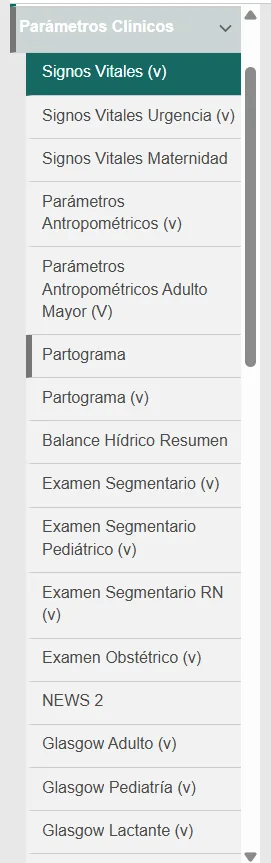 Parámetros Clínicos
Signos Vitales (v)
Signos Vitales Urgencia (v)
Signos Vitales Maternidad
Parámetros
Antropométricos (v)
Parámetros
Antropométricos Adulto
Mayor (V)
Partograma
Partograma (v)
Balance Hídrico Resumen
Examen Segmentario (v)
Examen Segmentario
Pediátrico (v)
Examen Segmentario RN
(v)
Examen Obstétrico (v)
NEWS 2
Glasgow Adulto (v)
Glasgow Pediatría (v)
Glasgow Lactante (v)